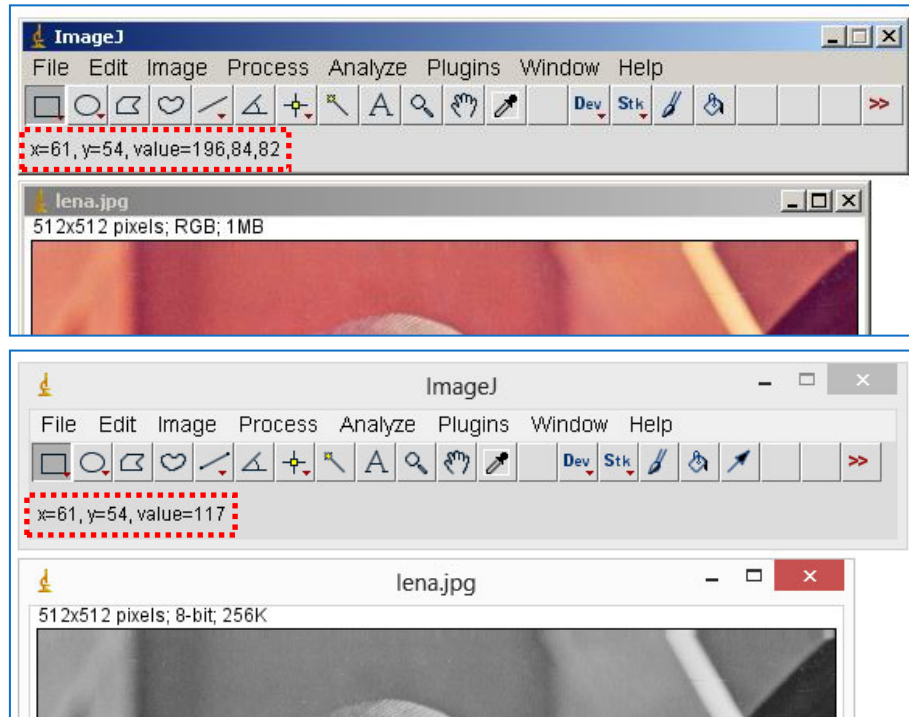 ImageJ
File Edit Image Process Analyze Plugins Window Help
A Dev Stk >>
x=61, y=54, value=196,84,82
lena.jpg
512x512 pixels; RGB; 1MB
ImageJ
File Edit Image Process Analyze Plugins Window Help
A Dev Stk >>
x=61, y=54, value=117
lena.jpg
512x512 pixels; 8-bit; 256K